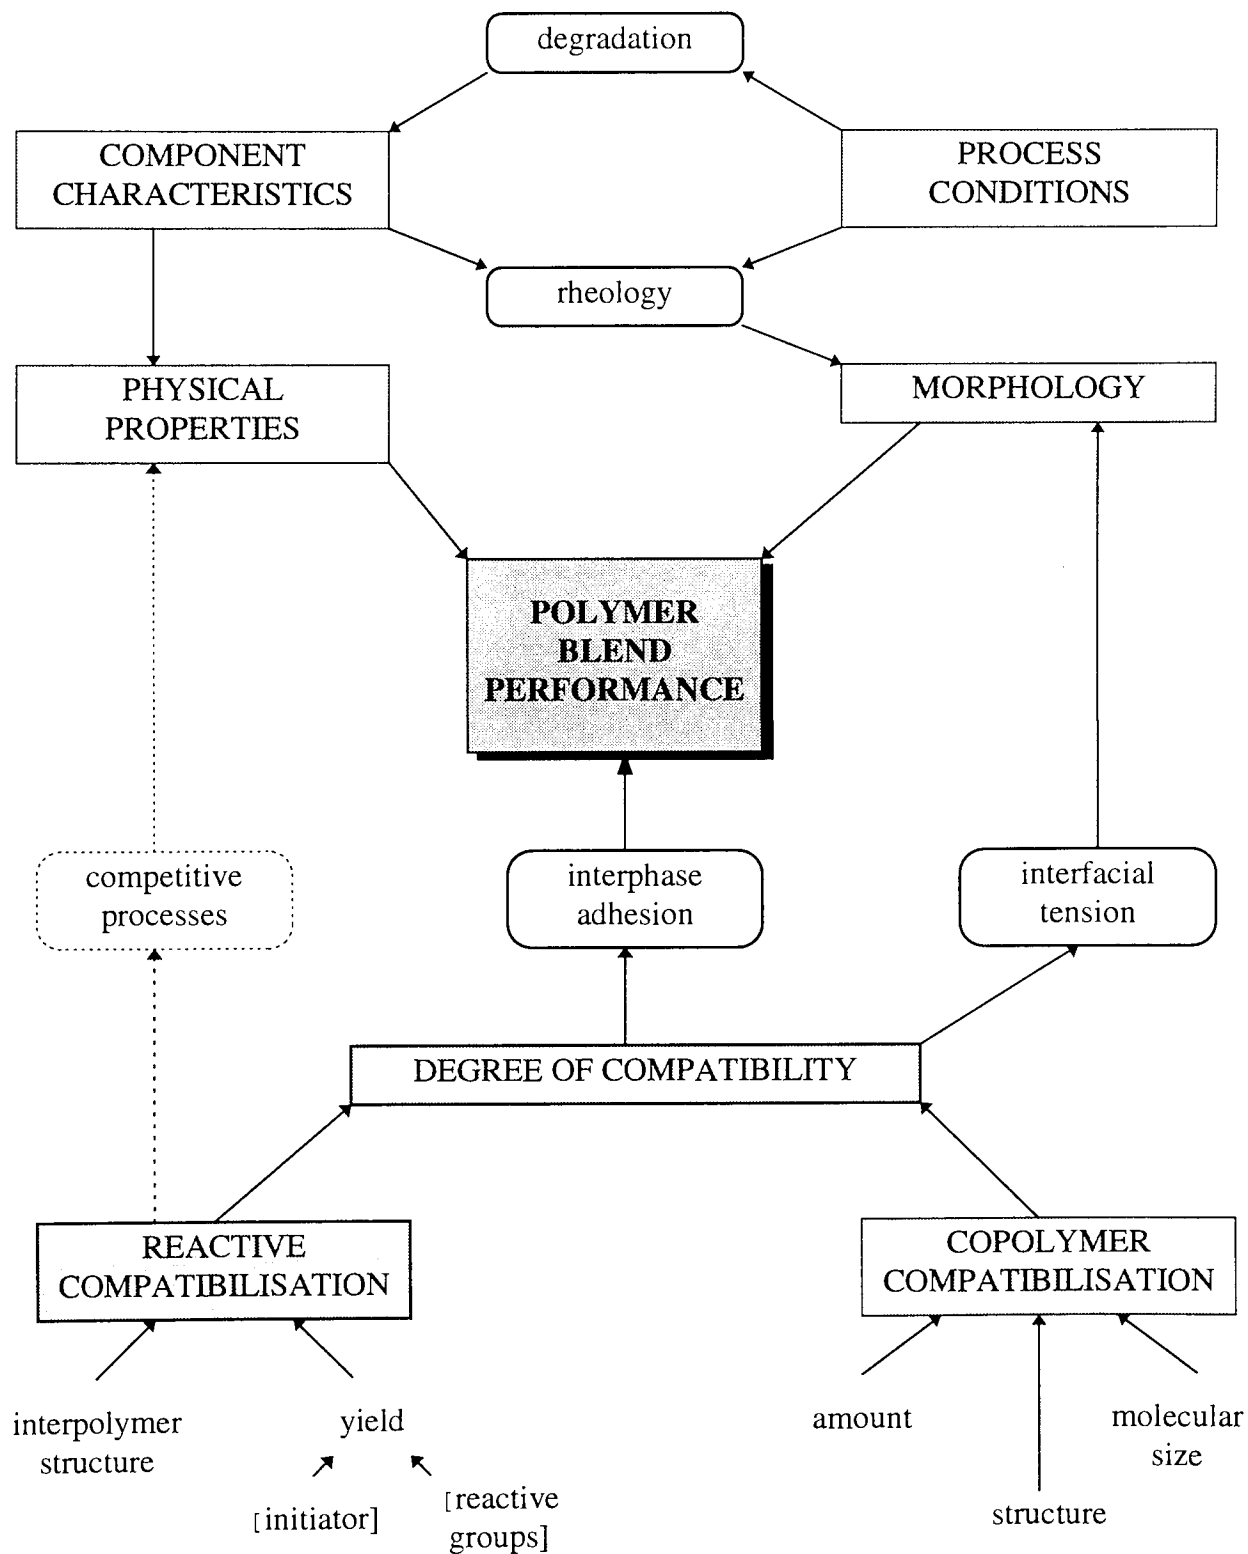 degradation
COMPONENT
CHARACTERISTICS
PROCESS
CONDITIONS
rheology
PHYSICAL
PROPERTIES
MORPHOLOGY
POLYMER
BLEND
PERFORMANCE
competitive
processes
interphase
adhesion
interfacial
tension
DEGREE OF COMPATIBILITY
REACTIVE
COMPATIBILISATION
COPOLYMER
COMPATIBILISATION
interpolymer
structure
yield
[initiator]
[reactive
groups]
amount
structure
molecular
size